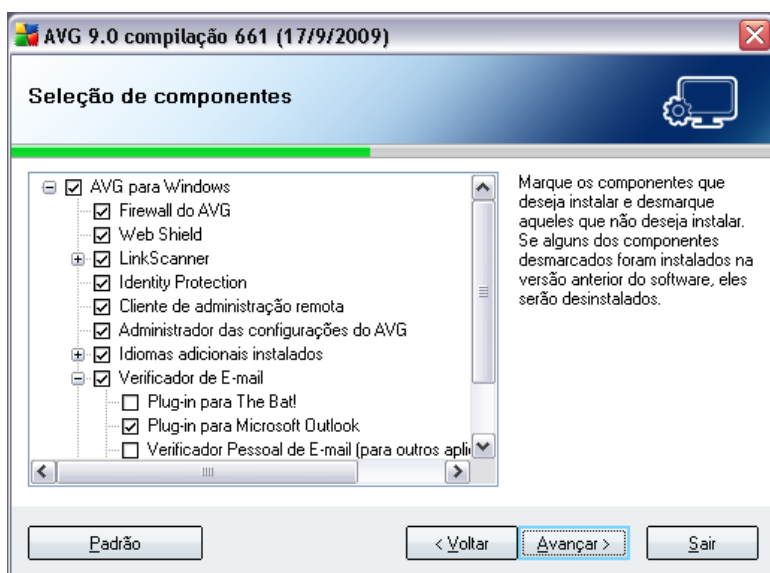 AVG 9.0 compilação 661 (17/9/2009)
Seleção de componentes
AVG para Windows
Firewall do AVG
Web Shield
LinkScanner
Identity Protection
Cliente de administração remota
Administrador das configurações do AVG
Idiomas adicionais instalados
Verificador de E-mail
Plug-in para The Bat!
Plug-in para Microsoft Outlook
Verificador Pessoal de E-mail (para outros apli
Marque os componentes que
deseja instalar e desmarque
aqueles que não deseja instalar.
Se alguns dos componentes
desmarcados foram instalados na
versão anterior do software, eles
serão desinstalados.
Padrão
< Voltar
Avançar >
Sair